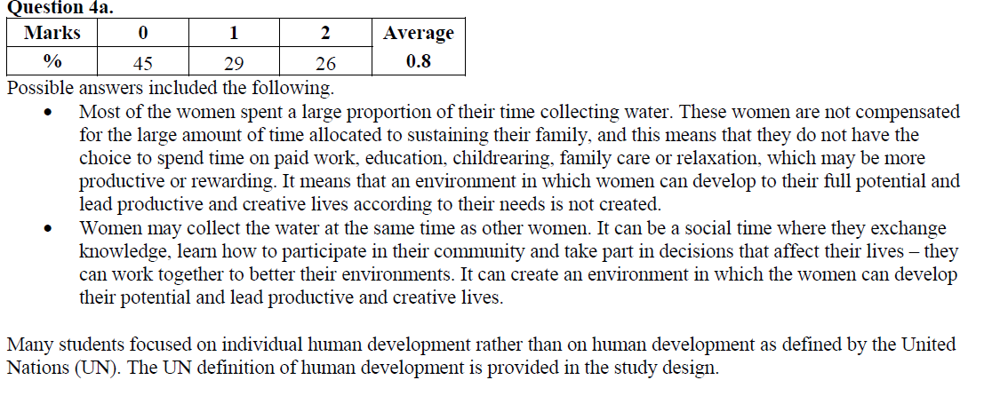 Question 4a.
Marks 0 1 2 Average
% 45 29 26 0.8
Possible answers included the following.
• Most of the women spent a large proportion of their time collecting water. These women are not compensated
for the large amount of time allocated to sustaining their family, and this means that they do not have the
choice to spend time on paid work, education, childrearing, family care or relaxation, which may be more
productive or rewarding. It means that an environment in which women can develop to their full potential and
lead productive and creative lives according to their needs is not created.
• Women may collect the water at the same time as other women. It can be a social time where they exchange
knowledge, learn how to participate in their community and take part in decisions that affect their lives – they
can work together to better their environments. It can create an environment in which the women can develop
their potential and lead productive and creative lives.
Many students focused on individual human development rather than on human development as defined by the United
Nations (UN). The UN definition of human development is provided in the study design.